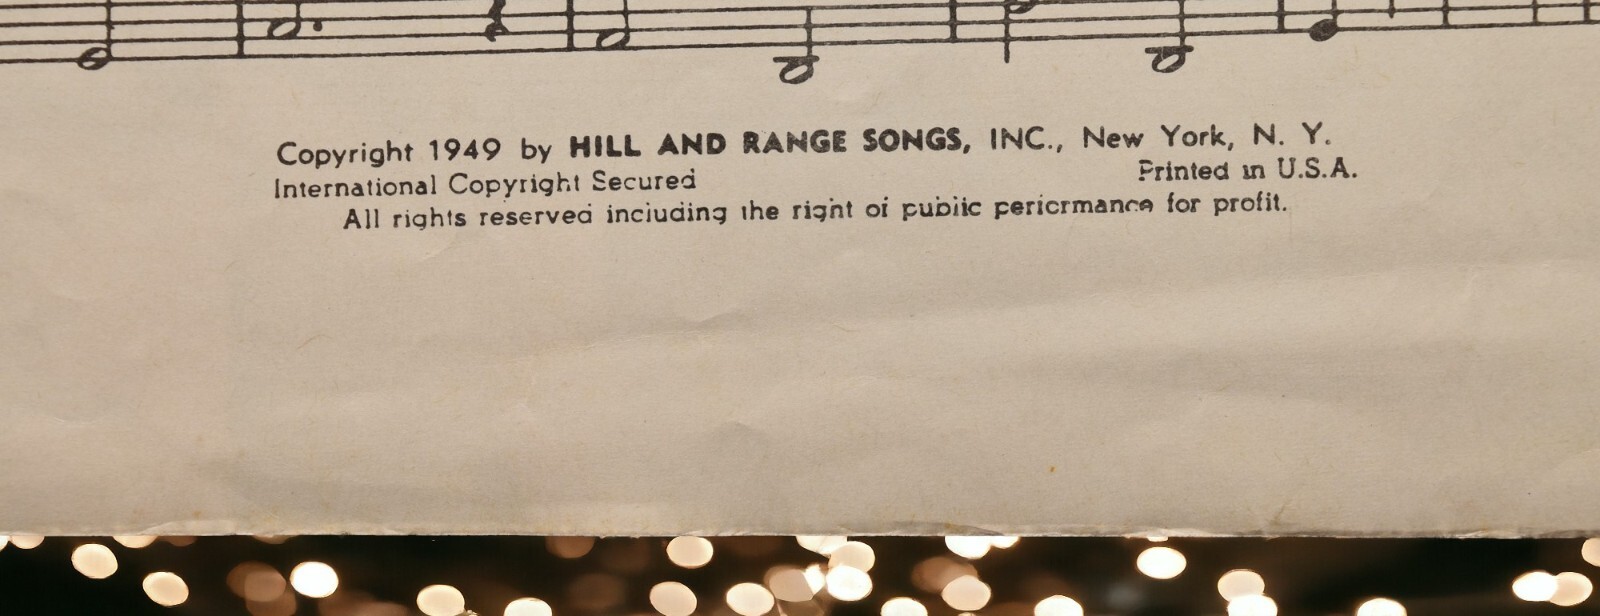 Copyright 1949 by HILL AND RANGE SONGS, INC., New York, N. Y.
International Copyright Secured Printed in U.S.A.
All rights reserved including the right of public performance for profit.